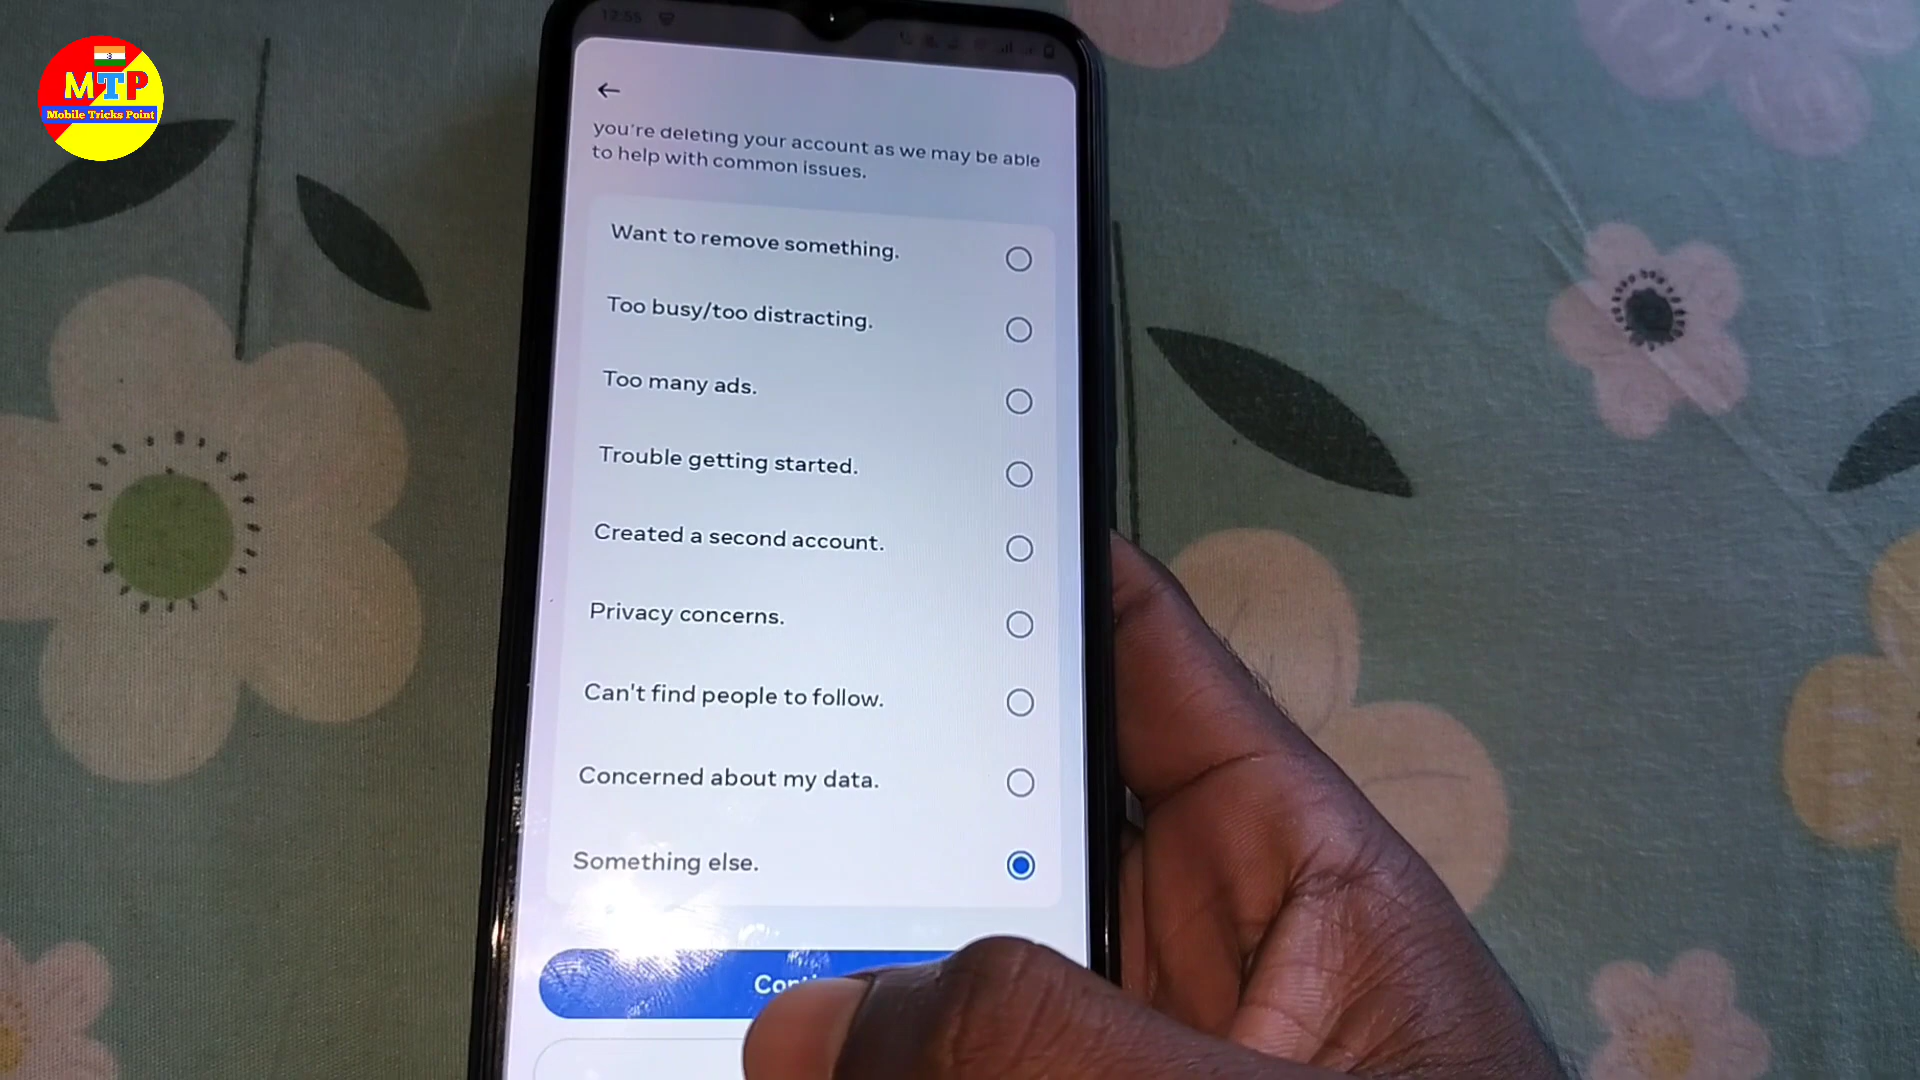 MTP
Mobile Tricks Point
12:55
you're deleting your account as we may be able
to help with common issues.
Want to remove something.
Too busy/too distracting.
Too many ads.
Trouble getting started.
Created a second account.
Privacy concerns.
Can't find people to follow.
Concerned about my data.
Something else.